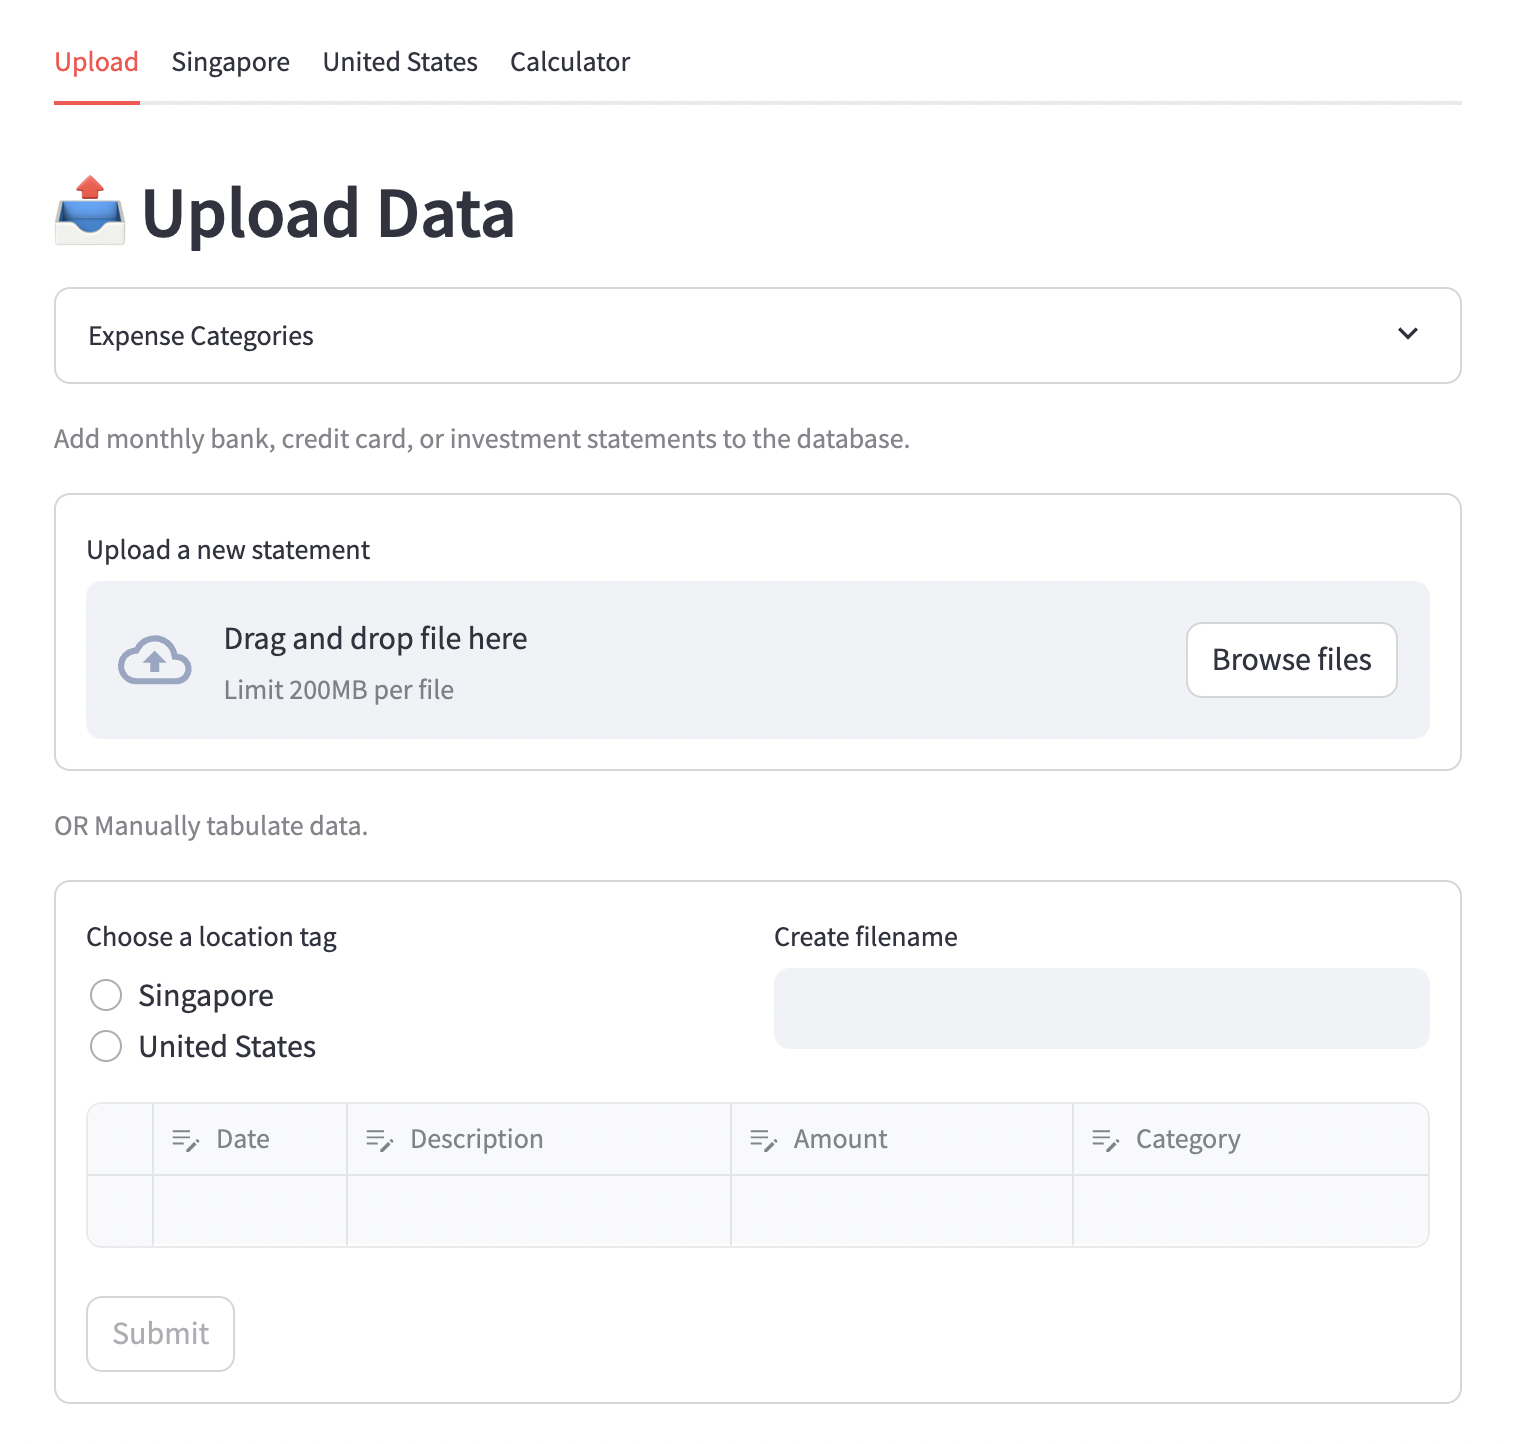 Upload Singapore United States Calculator
Upload Data
Expense Categories
Add monthly bank, credit card, or investment statements to the database.
Upload a new statement
Drag and drop file here
Limit 200MB per file
Browse files
OR Manually tabulate data.
Choose a location tag
Singapore
United States
Create filename
Date Description Amount Category
Submit